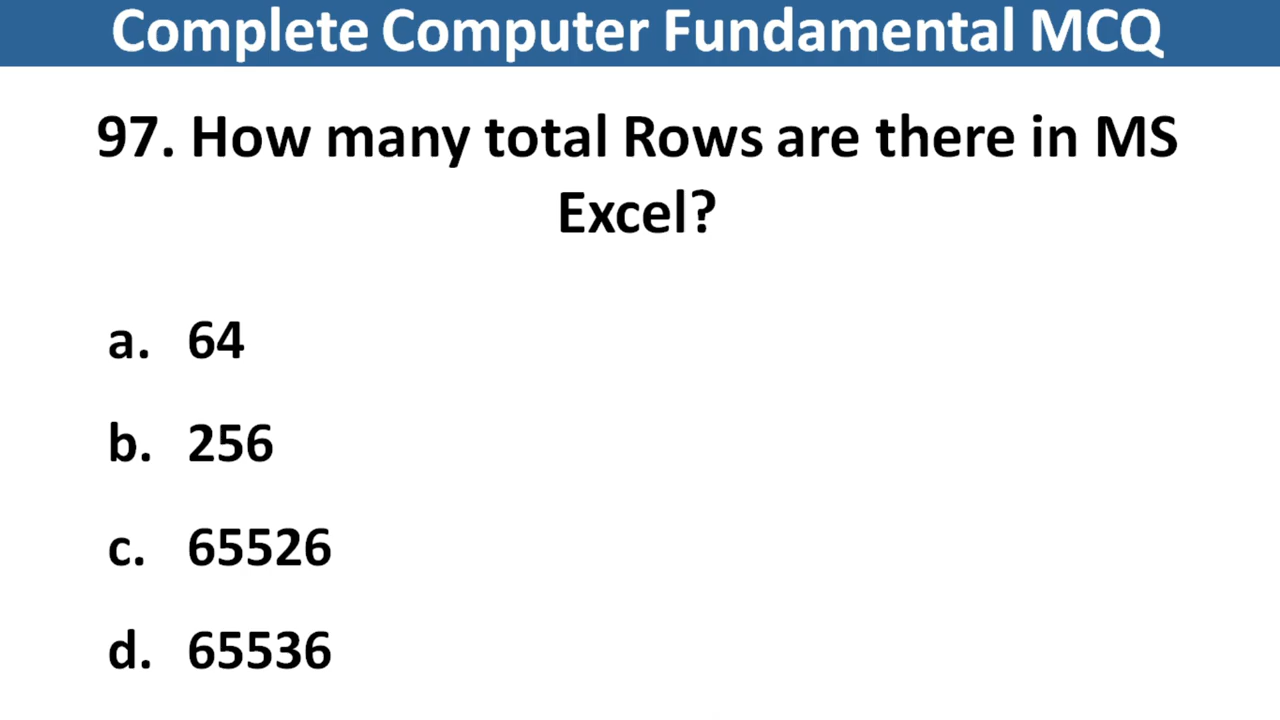 Complete Computer Fundamental MCQ
97. How many total Rows are there in MS
Excel?
a. 64
b. 256
c. 65526
d. 65536